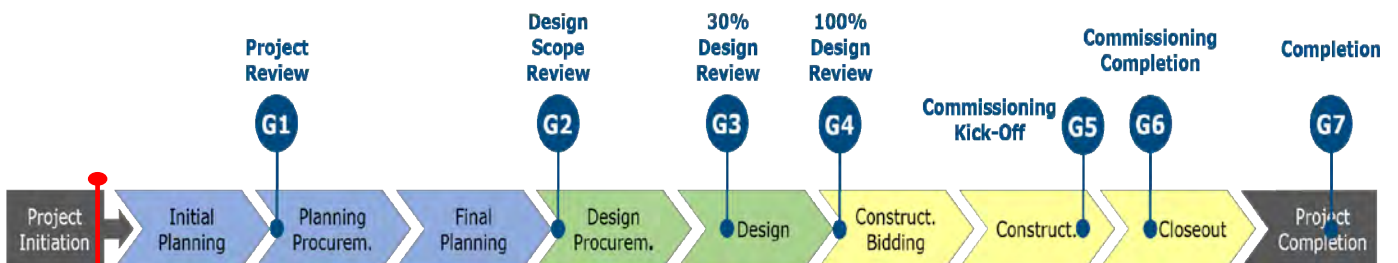 Project
Review
Design
Scope
Review
30%
Design
Review
100%
Design
Review
Commissioning
Kick-Off
Commissioning
Completion
Completion
G1
G2
G3
G4
G5
G6
G7
Project
Initiation
Initial
Planning
Planning
Procurem.
Final
Planning
Design
Procurem.
Design
Construct.
Bidding
Construct.
Closeout
Project
Completion